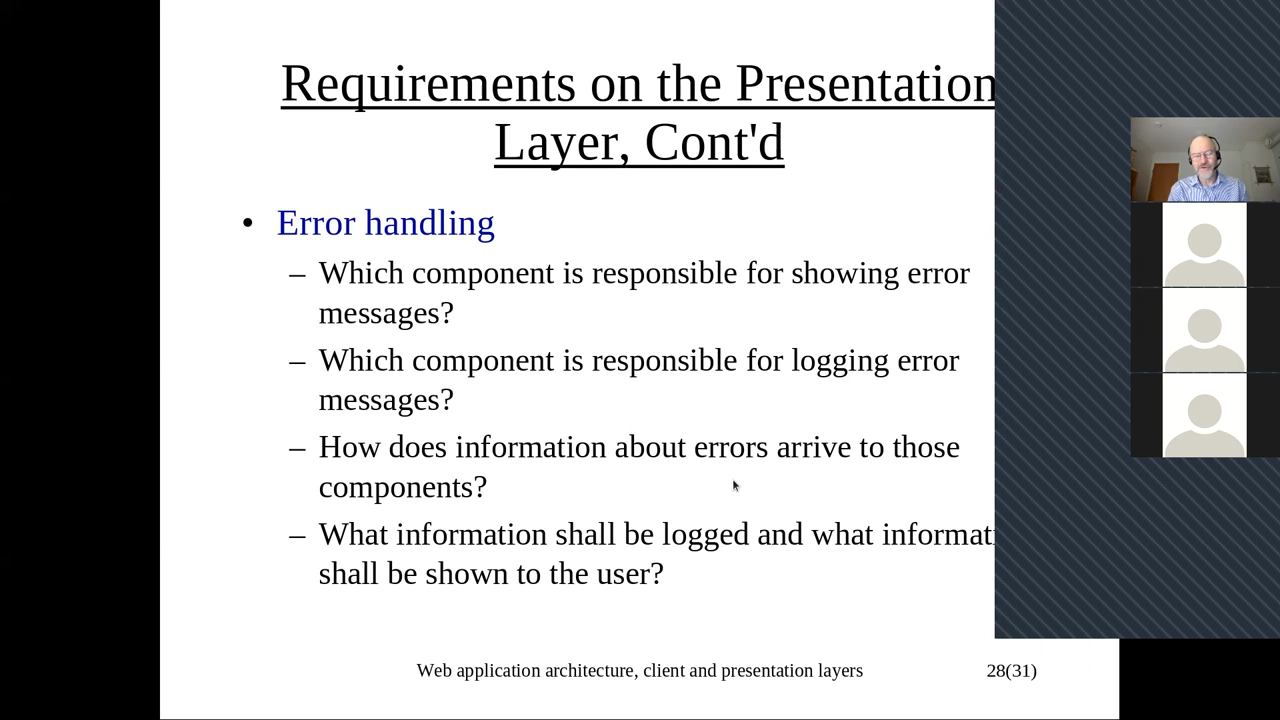 Requirements on the Presentation
Layer, Cont'd
• Error handling
– Which component is responsible for showing error
messages?
– Which component is responsible for logging error
messages?
– How does information about errors arrive to those
components?
– What information shall be logged and what informati
shall be shown to the user?
Web application architecture, client and presentation layers
28(31)